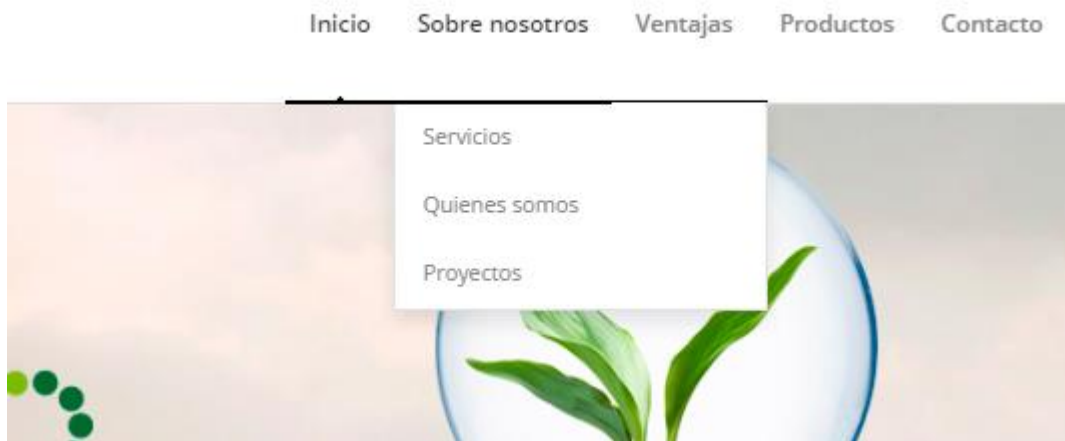 Inicio Sobre nosotros Ventajas Productos Contacto
Servicios
Quienes somos
Proyectos